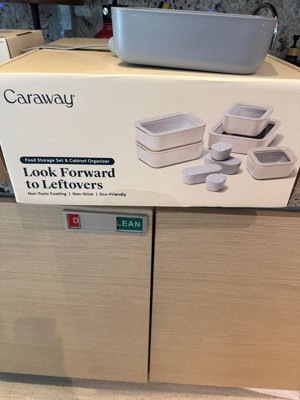 Caraway
Food Storage Set & Cabinet Organizer
Look Forward
to Leftovers
Non-Toxic Coating | Non-Stick | Eco-Friendly
D
LEAN